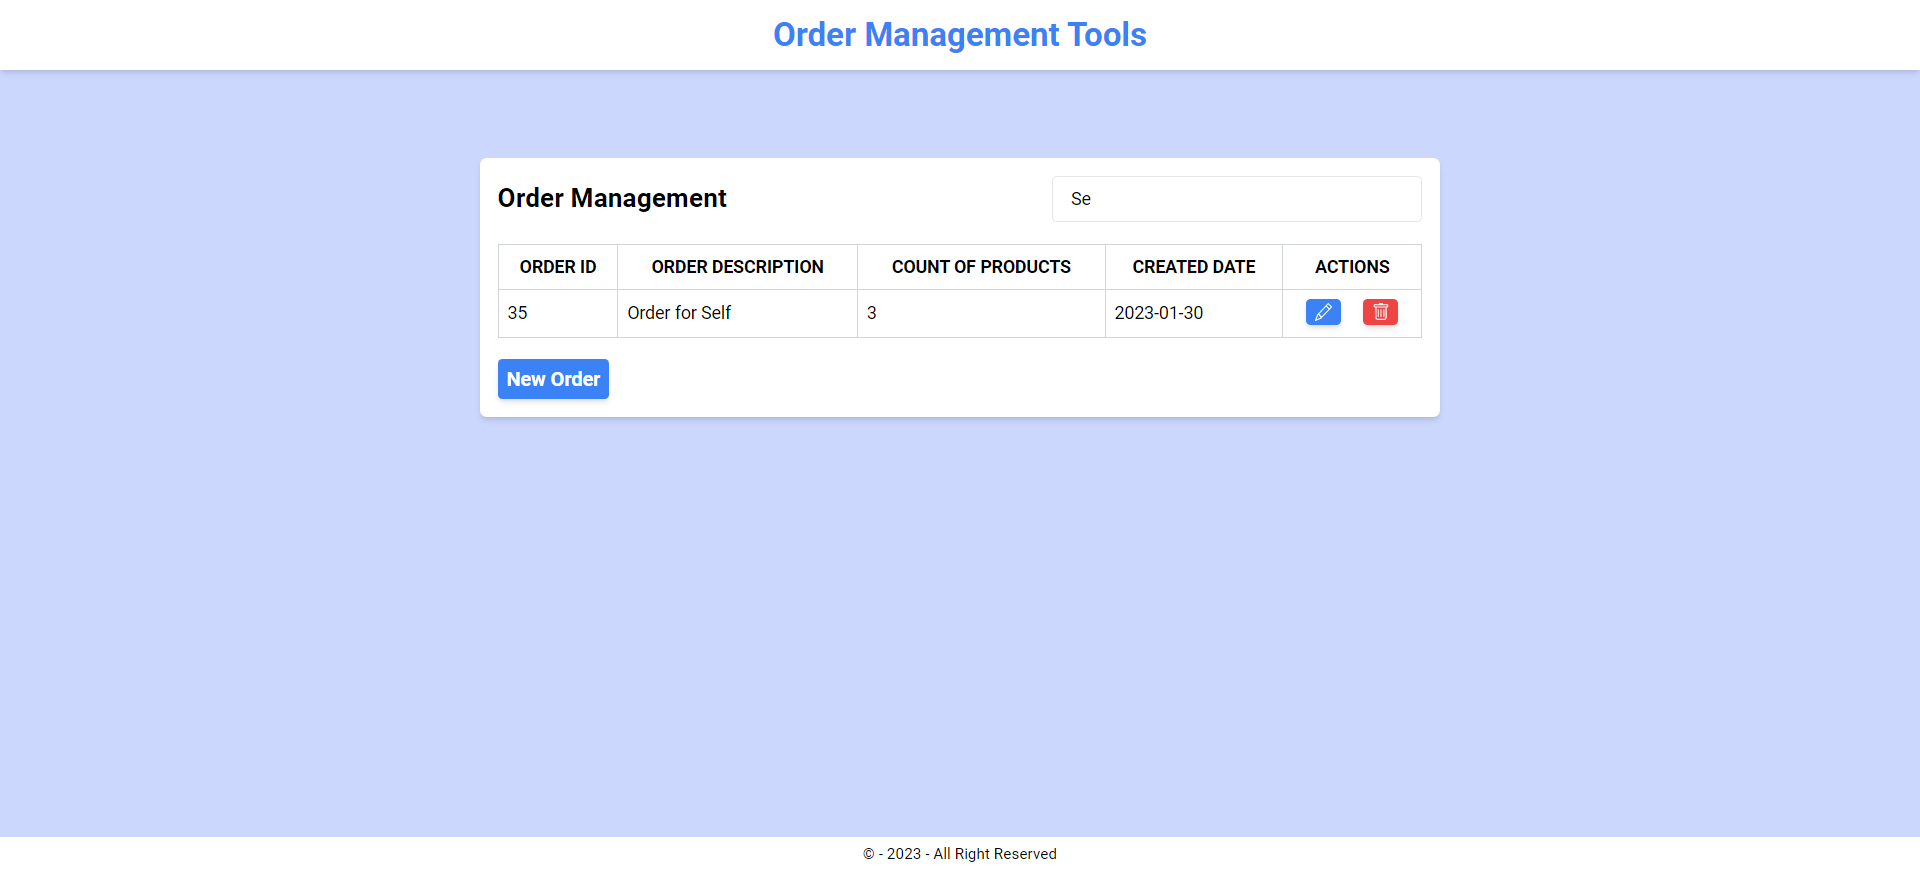 Order Management Tools
Order Management
Se
ORDER ID ORDER DESCRIPTION COUNT OF PRODUCTS CREATED DATE ACTIONS
35 Order for Self 3 2023-01-30
New Order
© - 2023 - All Right Reserved